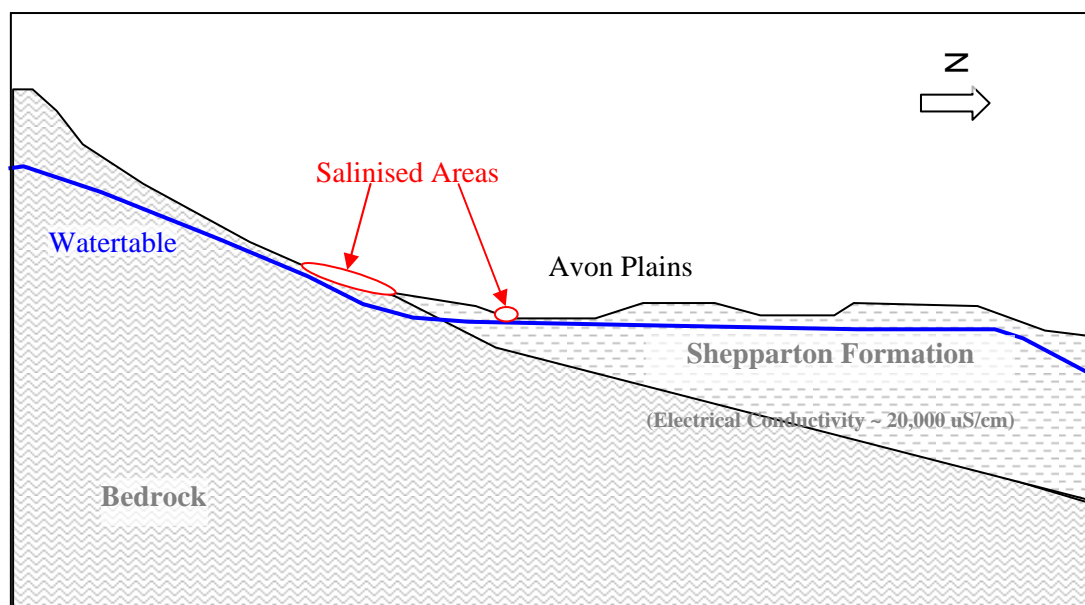 N
Salinised Areas
Watertable
Avon Plains
Shepparton Formation
(Electrical Conductivity ~ 20,000 uS/cm)
Bedrock